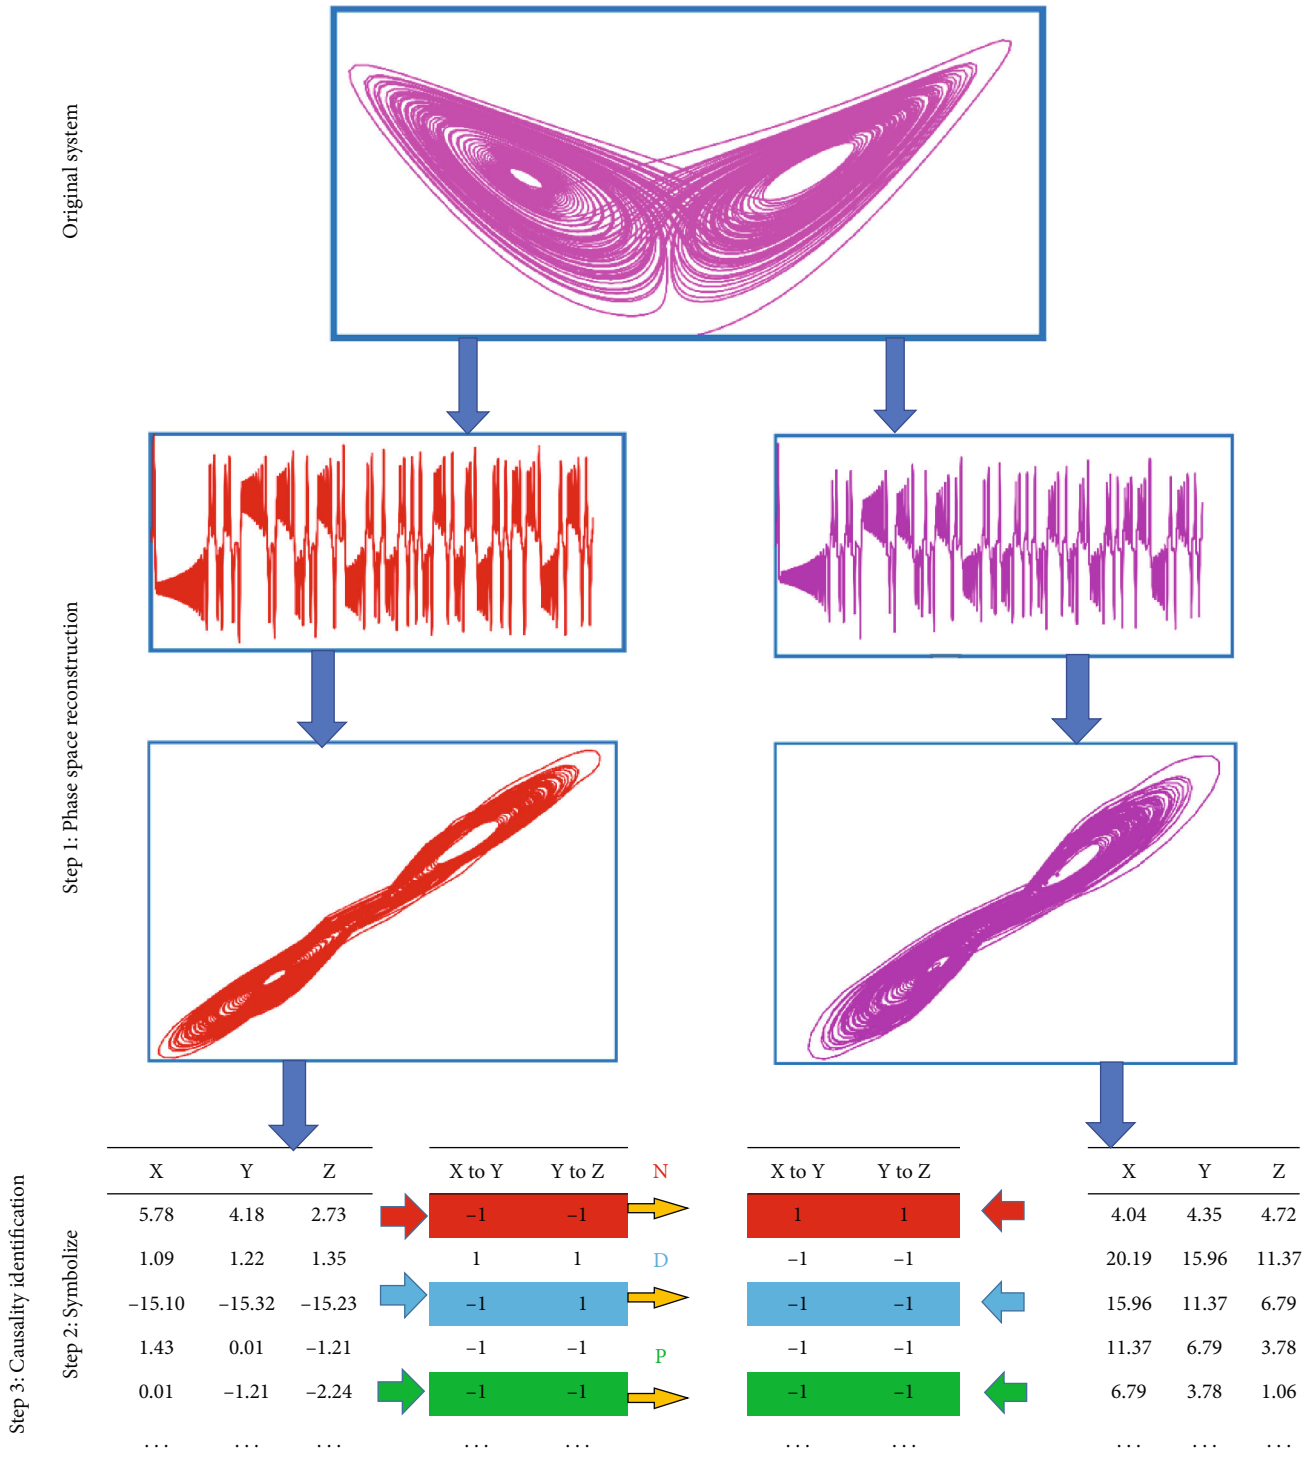 Original system
Step 1: Phase space reconstruction
Step 3: Causality identification
Step 2: Symbolize
X Y Z X to Y Y to Z N X to Y Y to Z X Y Z
5.78 4.18 2.73 –1 –1 1 1 4.04 4.35 4.72
1.09 1.22 1.35 1 1 D –1 –1 20.19 15.96 11.37
–15.10 –15.32 –15.23 –1 1 –1 –1 15.96 11.37 6.79
1.43 0.01 –1.21 –1 –1 P –1 –1 11.37 6.79 3.78
0.01 –1.21 –2.24 –1 –1 –1 –1 6.79 3.78 1.06
. . . . . . . . . . . . . . . . . . . . . . . . . . . . . .